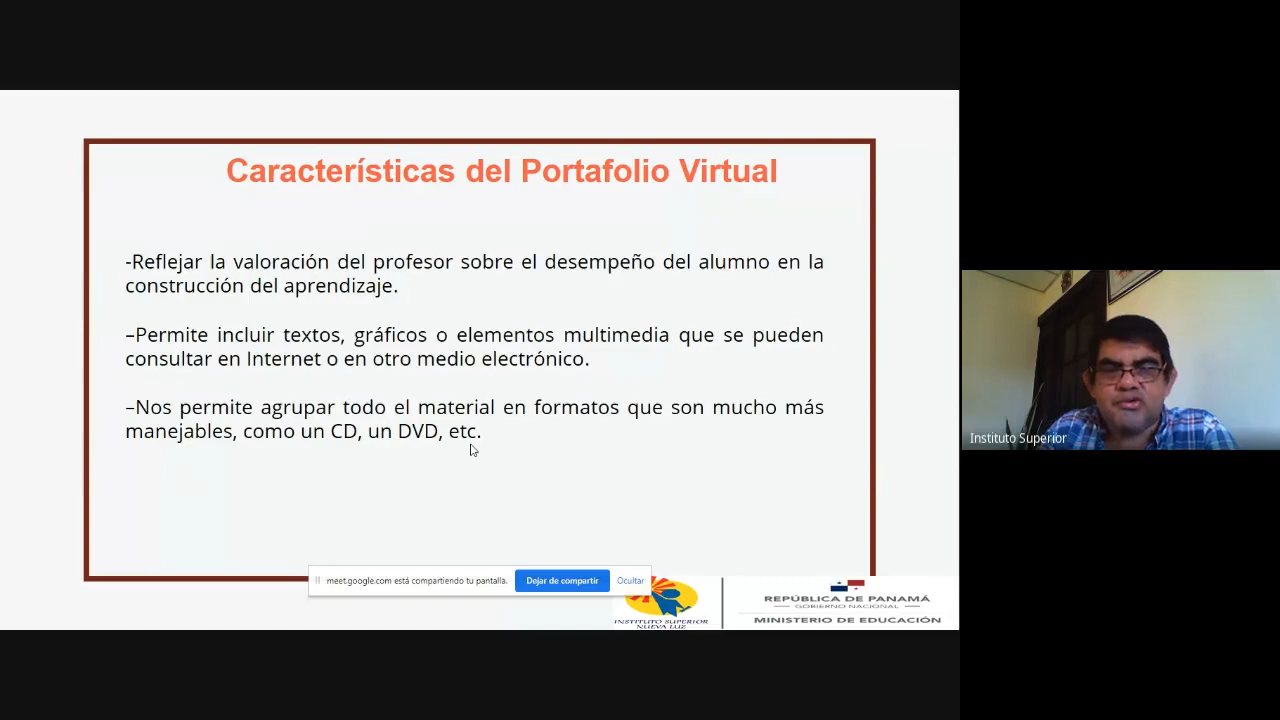 Características del Portafolio Virtual
-Reflejar la valoración del profesor sobre el desempeño del alumno en la
construcción del aprendizaje.
–Permite incluir textos, gráficos o elementos multimedia que se pueden
consultar en Internet o en otro medio electrónico.
–Nos permite agrupar todo el material en formatos que son mucho más
manejables, como un CD, un DVD, etc.
meet.google.com está compartiendo tu pantalla.
Dejar de compartir
Ocultar
INSTITUTO SUPERIOR
NUEVA LUZ
REPÚBLICA DE PANAMÁ
GOBIERNO NACIONAL
MINISTERIO DE EDUCACIÓN
Instituto Superior